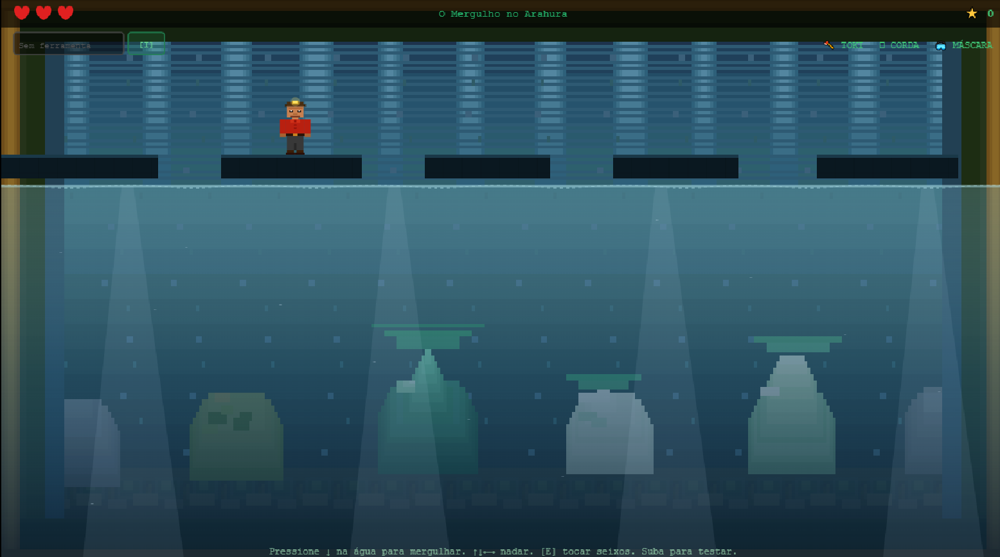 O Mergulho no Arahura
★ 0
Sem ferramenta
[I]
TOKI
CORDA
MÁSCARA
Pressione ↓ na água para mergulhar. ↑↓←→ nadar. [E] tocar seixos. Suba para testar.